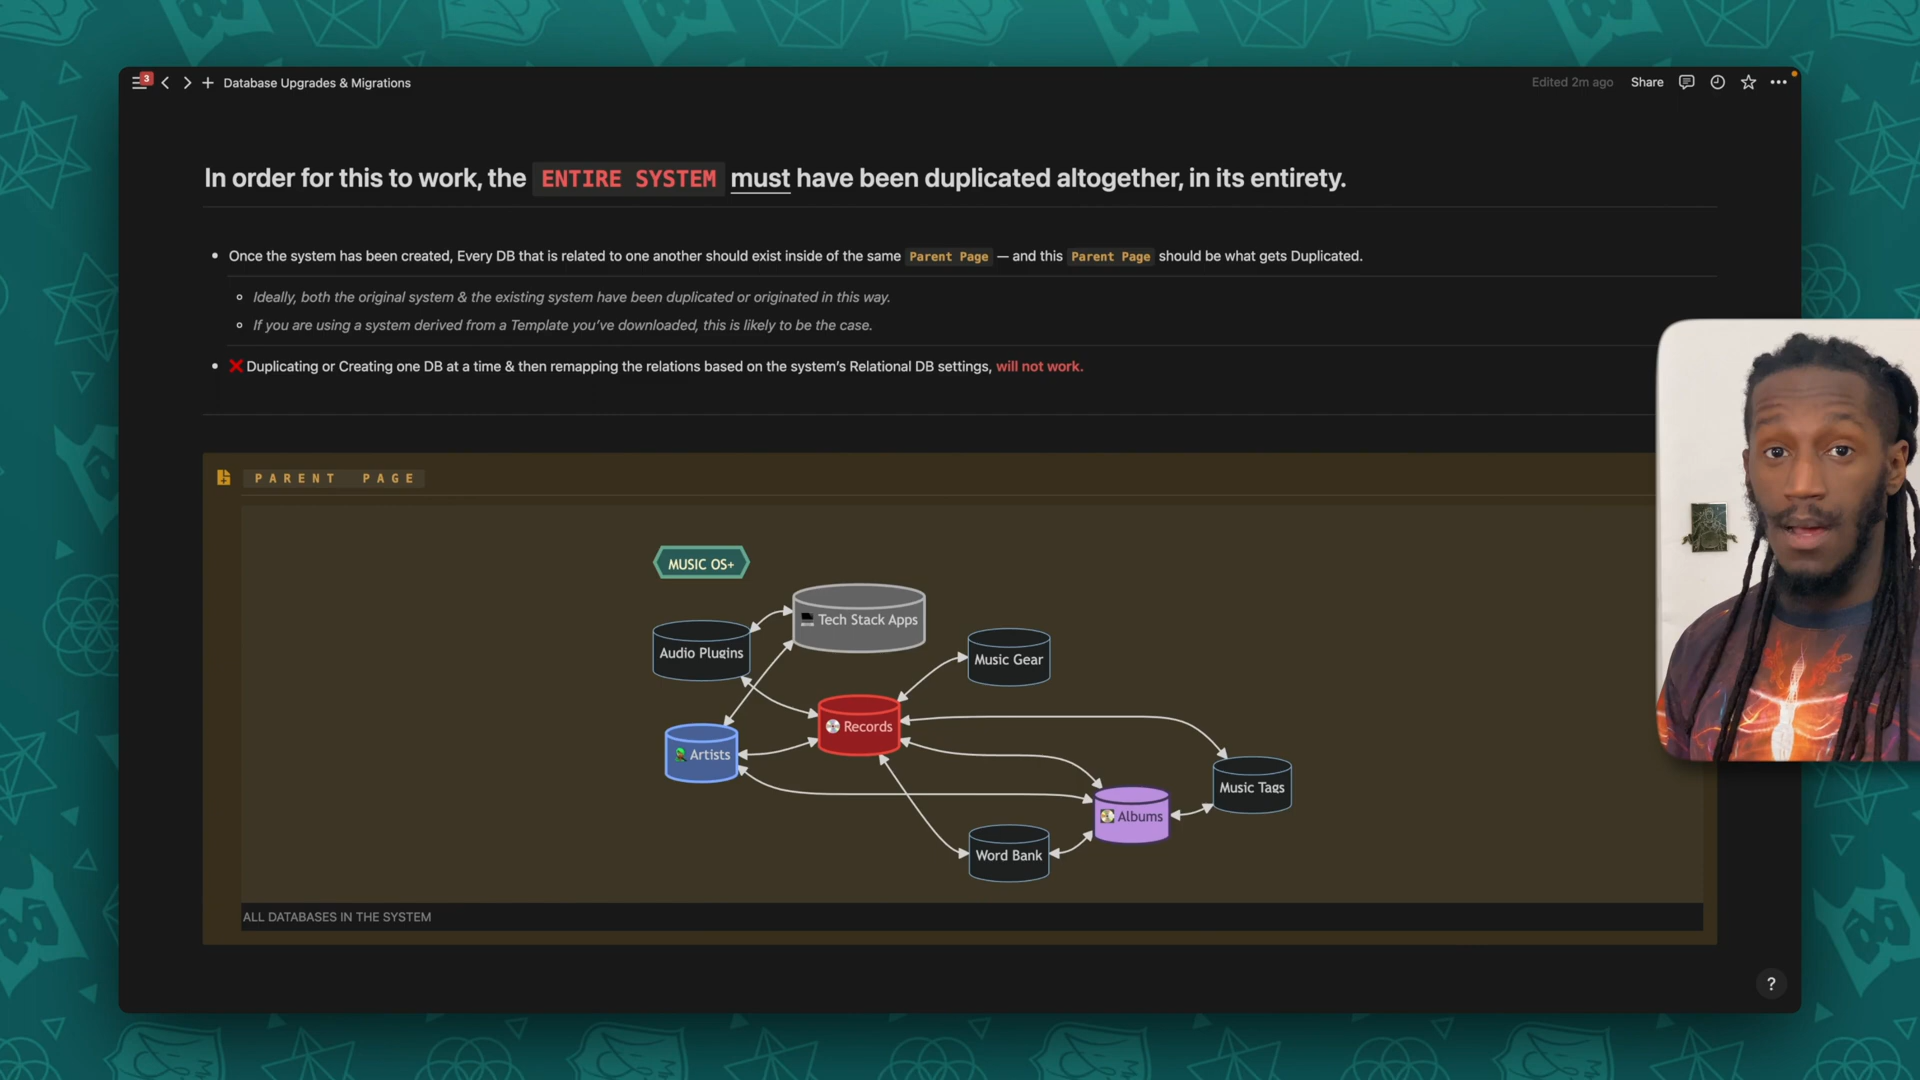 3
Database Upgrades & Migrations
Edited 2m ago
Share
In order for this to work, the ENTIRE SYSTEM must have been duplicated altogether, in its entirety.
Once the system has been created, Every DB that is related to one another should exist inside of the same Parent Page — and this Parent Page should be what gets Duplicated.
Ideally, both the original system & the existing system have been duplicated or originated in this way.
If you are using a system derived from a Template you've downloaded, this is likely to be the case.
❌ Duplicating or Creating one DB at a time & then remapping the relations based on the system's Relational DB settings, will not work.
PARENT PAGE
MUSIC OS+
Tech Stack Apps
Audio Plugins
Music Gear
Records
Artists
Music Tags
Albums
Word Bank
ALL DATABASES IN THE SYSTEM
?